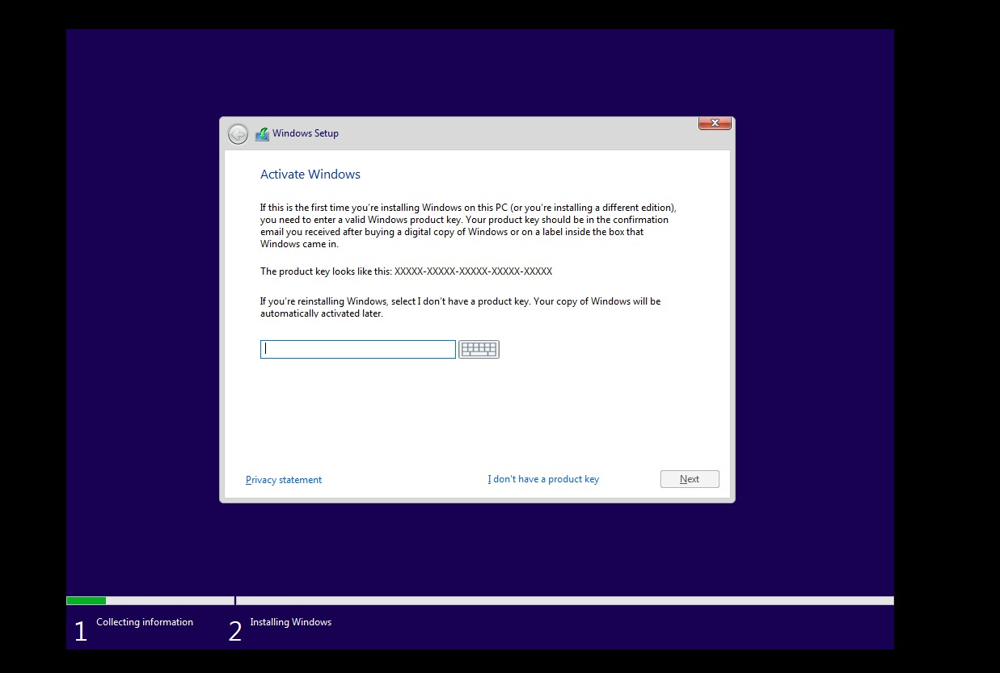 Windows Setup
Activate Windows
If this is the first time you're installing Windows on this PC (or you're installing a different edition),
you need to enter a valid Windows product key. Your product key should be in the confirmation
email you received after buying a digital copy of Windows or on a label inside the box that
Windows came in.
The product key looks like this: XXXXX-XXXXX-XXXXX-XXXXX-XXXXX
If you're reinstalling Windows, select I don't have a product key. Your copy of Windows will be
automatically activated later.
Privacy statement
I don't have a product key
Next
1 Collecting information
2 Installing Windows